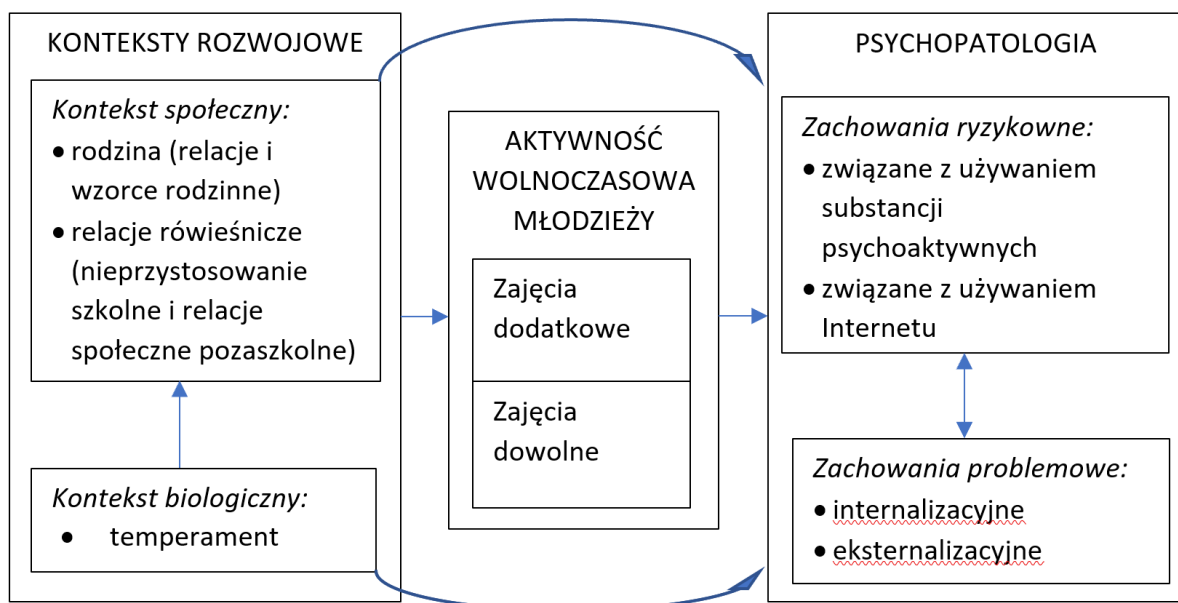 KONTEKSTY ROZWOJOWE
Kontekst społeczny:
• rodzina (relacje i
wzorce rodzinne)
• relacje rówieśnicze
(nieprzystosowanie
szkolne i relacje
społeczne pozaszkolne)
Kontekst biologiczny:
• temperament
AKTYWNOŚĆ
WOLNOCZASOWA
MŁODZIEŻY
Zajęcia
dodatkowe
Zajęcia
dowolne
PSYCHOPATOLOGIA
Zachowania ryzykowne:
• związane z używaniem
substancji
psychoaktywnych
• związane z używaniem
Internetu
Zachowania problemowe:
• internalizacyjne
• eksternalizacyjne